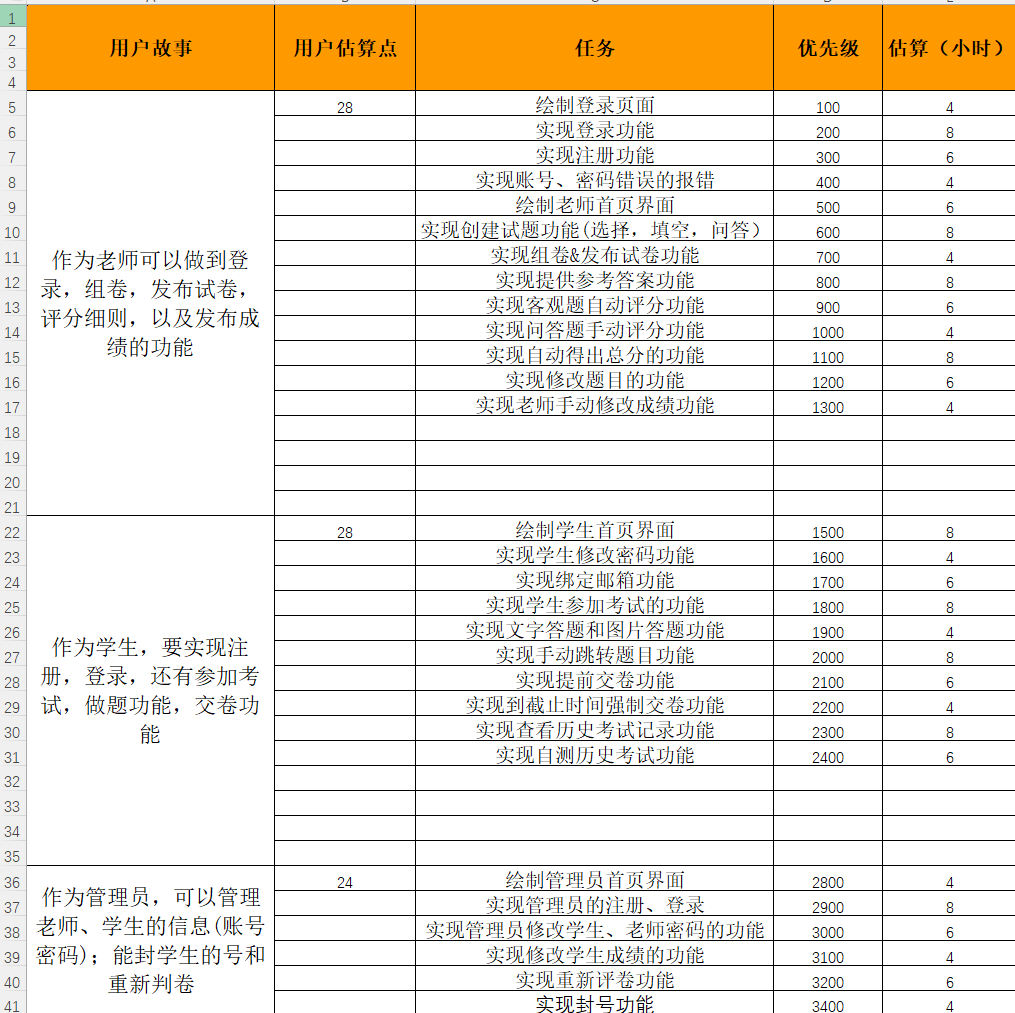 1
2
3
4
用户故事 用户估算点 任务 优先级 估算（小时）
5 28 绘制登录页面 100 4
6 实现登录功能 200 8
7 实现注册功能 300 6
8 实现账号、密码错误的报错 400 4
9 绘制老师首页界面 500 6
10 实现创建试题功能(选择，填空，问答） 600 8
11 实现组卷&发布试卷功能 700 4
12 实现提供参考答案功能 800 8
13 实现客观题自动评分功能 900 6
14 实现问答题手动评分功能 1000 4
15 实现自动得出总分的功能 1100 8
16 实现修改题目的功能 1200 6
17 实现老师手动修改成绩功能 1300 4
18
19
20
21
作为老师可以做到登
录，组卷，发布试卷，
评分细则，以及发布成
绩的功能
22 28 绘制学生首页界面 1500 8
23 实现学生修改密码功能 1600 4
24 实现绑定邮箱功能 1700 6
25 实现学生参加考试的功能 1800 8
26 实现文字答题和图片答题功能 1900 4
27 实现手动跳转题目功能 2000 8
28 实现提前交卷功能 2100 6
29 实现到截止时间强制交卷功能 2200 4
30 实现查看历史考试记录功能 2300 8
31 实现自测历史考试功能 2400 6
32
33
34
35
作为学生，要实现注
册，登录，还有参加考
试，做题功能，交卷功
能
36 24 绘制管理员首页界面 2800 4
37 实现管理员的注册、登录 2900 8
38 实现管理员修改学生、老师密码的功能 3000 6
39 实现修改学生成绩的功能 3100 4
40 实现重新评卷功能 3200 6
41 实现封号功能 3400 4
作为管理员，可以管理
老师、学生的信息(账号
密码)；能封学生的号和
重新判卷